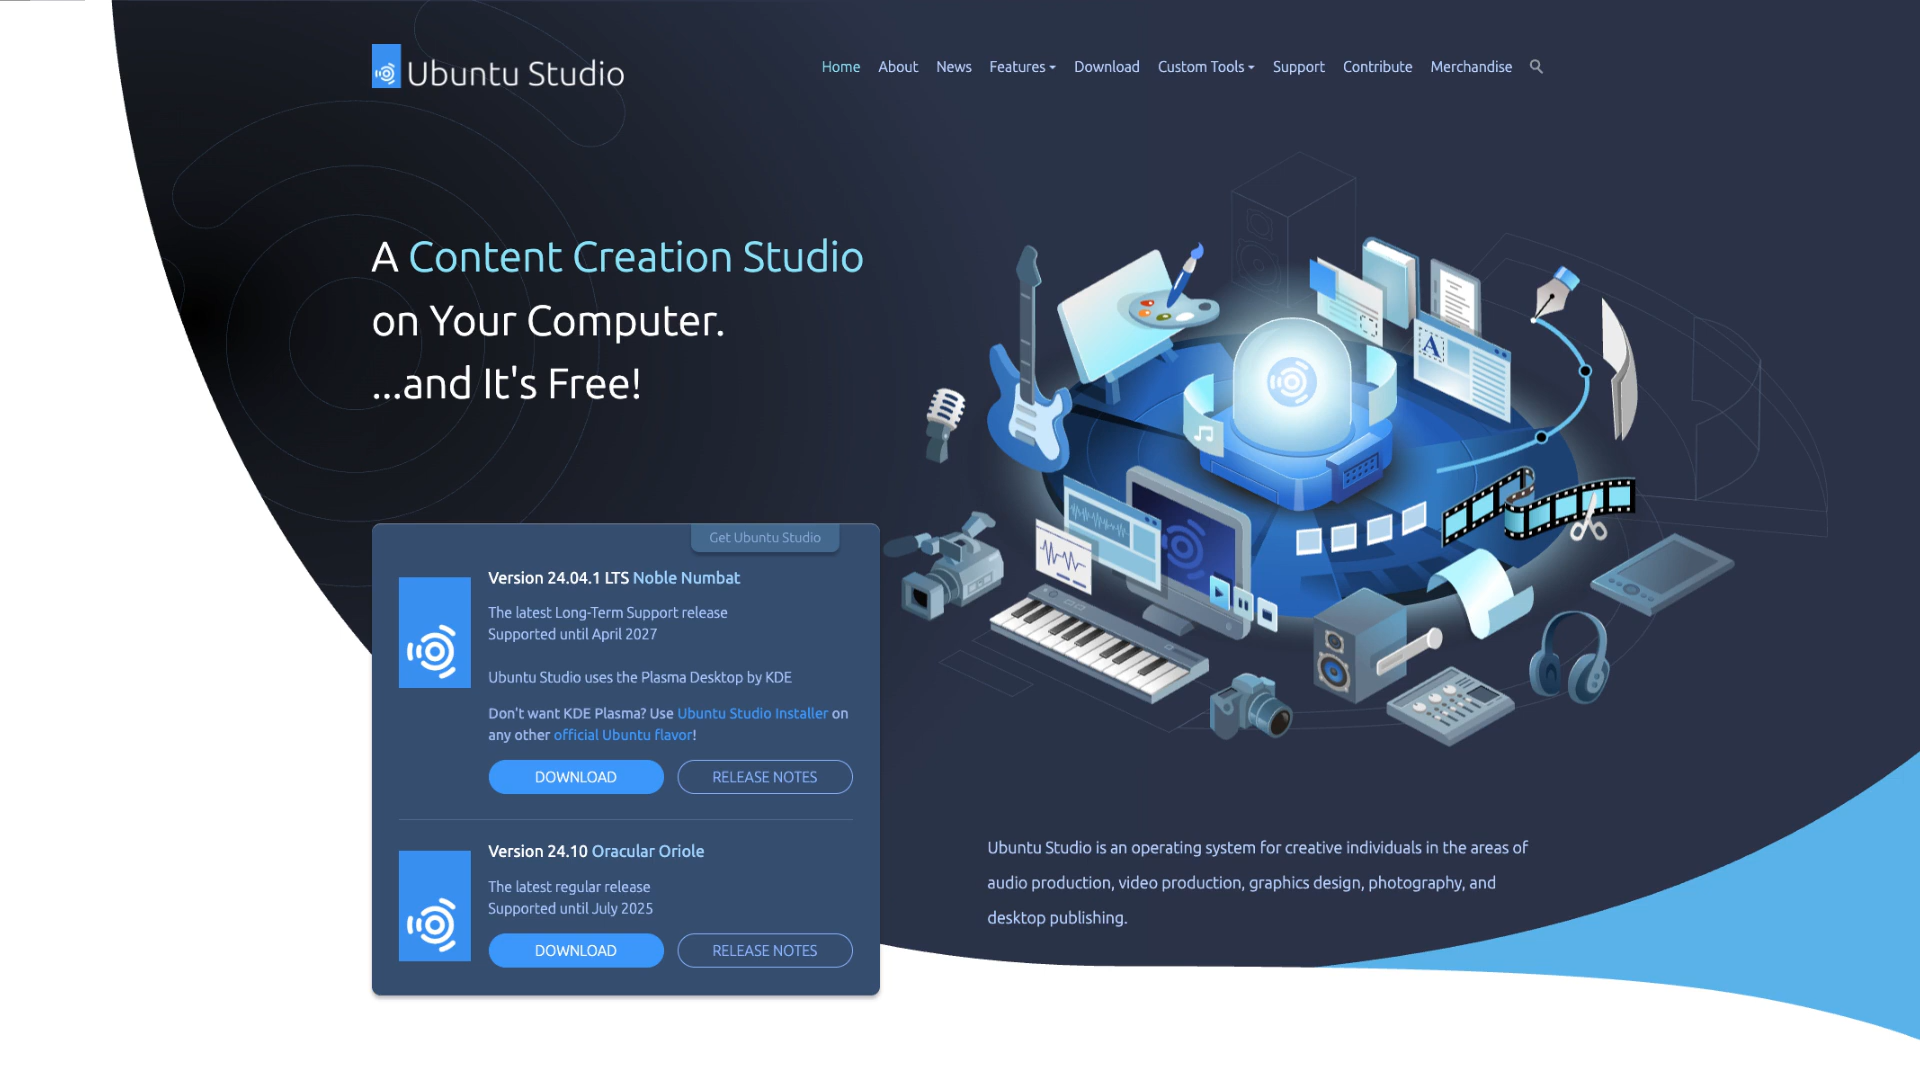 Ubuntu Studio
Home About News Features Download Custom Tools Support Contribute Merchandise
A Content Creation Studio
on Your Computer.
...and It's Free!
A
Get Ubuntu Studio
Version 24.04.1 LTS Noble Numbat
The latest Long-Term Support release
Supported until April 2027
Ubuntu Studio uses the Plasma Desktop by KDE
Don't want KDE Plasma? Use Ubuntu Studio Installer on
any other official Ubuntu flavor!
DOWNLOAD RELEASE NOTES
Version 24.10 Oracular Oriole
The latest regular release
Supported until July 2025
DOWNLOAD RELEASE NOTES
Ubuntu Studio is an operating system for creative individuals in the areas of
audio production, video production, graphics design, photography, and
desktop publishing.